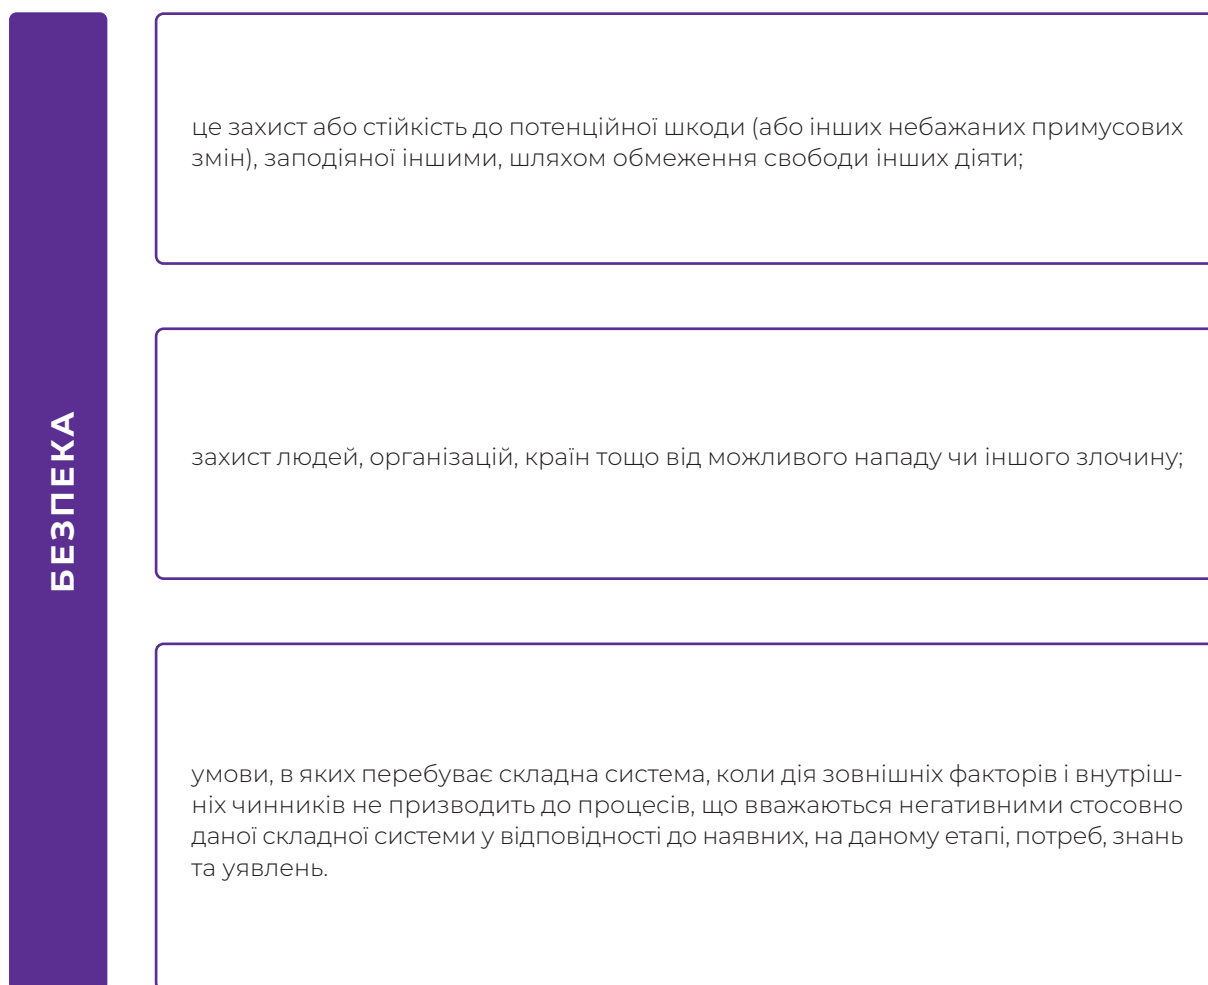 БЕЗПЕКА
це захист або стійкість до потенційної шкоди (або інших небажаних примусових
змін), заподіяної іншими, шляхом обмеження свободи інших діяти;
захист людей, організацій, країн тощо від можливого нападу чи іншого злочину;
умови, в яких перебуває складна система, коли дія зовнішніх факторів і внутріш-
ніх чинників не призводить до процесів, що вважаються негативними стосовно
даної складної системи у відповідності до наявних, на даному етапі, потреб, знань
та уявлень.